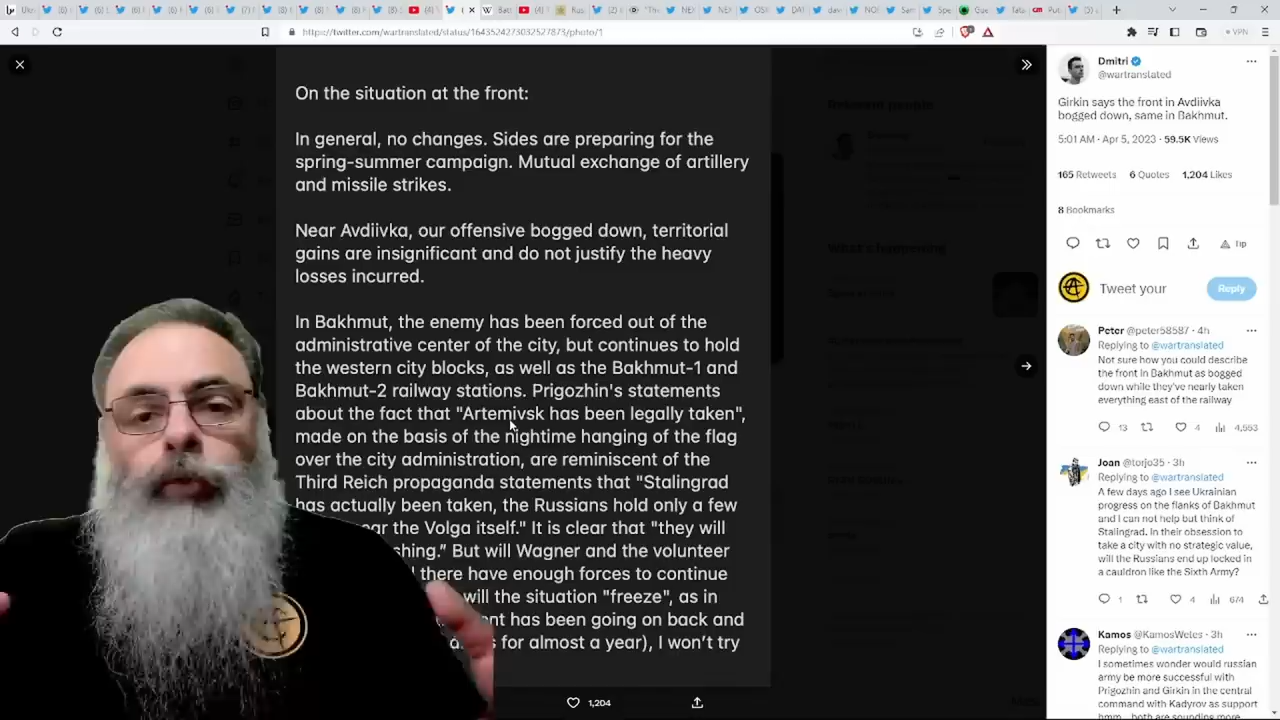 https://twitter.com/wartranslated/status/1643524273032527873/photo/1
VPN
On the situation at the front:
In general, no changes. Sides are preparing for the
spring-summer campaign. Mutual exchange of artillery
and missile strikes.
Near Avdiivka, our offensive bogged down, territorial
gains are insignificant and do not justify the heavy
losses incurred.
In Bakhmut, the enemy has been forced out of the
administrative center of the city, but continues to hold
the western city blocks, as well as the Bakhmut-1 and
Bakhmut-2 railway stations. Prigozhin's statements
about the fact that "Artemivsk has been legally taken",
made on the basis of the nightime hanging of the flag
over the city administration, are reminiscent of the
Third Reich propaganda statements that "Stalingrad
has actually been taken, the Russians hold only a few
the Volga itself." It is clear that "they will
But will Wagner and the volunteer
there have enough forces to continue
will the situation "freeze", as in
has been going on back and
for almost a year), I won't try
1,204
Dmitri
@wartranslated
Girkin says the front in Avdiivka
bogged down, same in Bakhmut.
5:01 AM · Apr 5, 2023 · 59.5K Views
165 Retweets 6 Quotes 1,204 Likes
8 Bookmarks
Tip
Tweet your
Reply
Peter @peter58587 · 4h
Replying to @wartranslated
Not sure how you could describe
the front in Bakhmut as bogged
down while they've nearly taken
everything east of the railway
13 4 4,553
Joan @torjo35 · 3h
Replying to @wartranslated
A few days ago I see Ukrainian
progress on the flanks of Bakhmut
and I can not help but think of
Stalingrad. In their obsession to
take a city with no strategic value,
will the Russians end up locked in
a cauldron like the Sixth Army?
1 4 674
Kamos @KamosWeles · 3h
Replying to @wartranslated
I sometimes wonder would russian
army be more successful with
Prigozhin and Girkin in the central
command with Kadyrov as support
hmm... both are sounding more